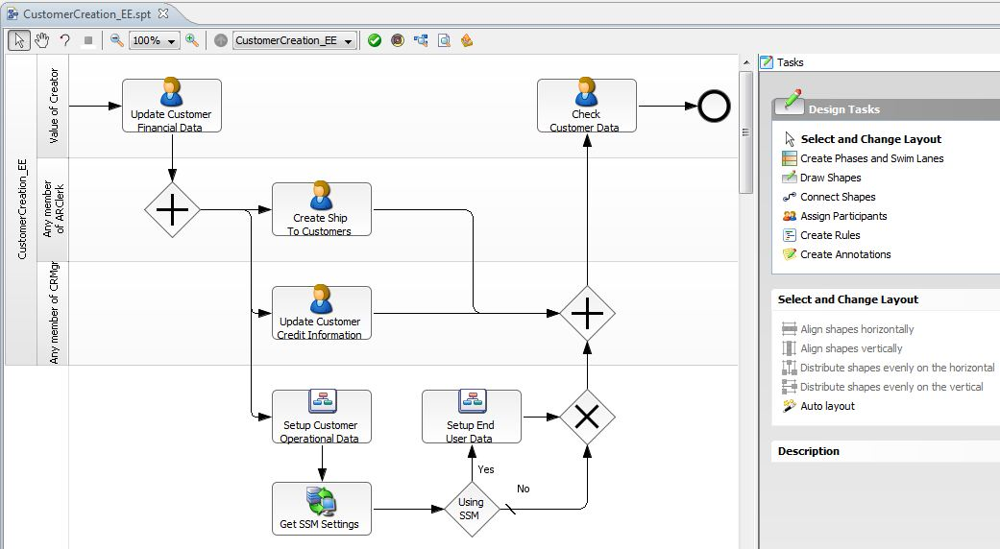 CustomerCreation_EE.spt
100%
CustomerCreation_EE
CustomerCreation_EE
Value of Creator
Any member
of ARClerk
Any member of CRMgr
Update Customer
Financial Data
Check
Customer Data
Create Ship
To Customers
Update Customer
Credit Information
Setup Customer
Operational Data
Setup End
User Data
Yes
No
Get SSM Settings
Using
SSM
Tasks
Design Tasks
Select and Change Layout
Create Phases and Swim Lanes
Draw Shapes
Connect Shapes
Assign Participants
Create Rules
Create Annotations
Select and Change Layout
Align shapes horizontally
Align shapes vertically
Distribute shapes evenly on the horizontal
Distribute shapes evenly on the vertical
Auto layout
Description